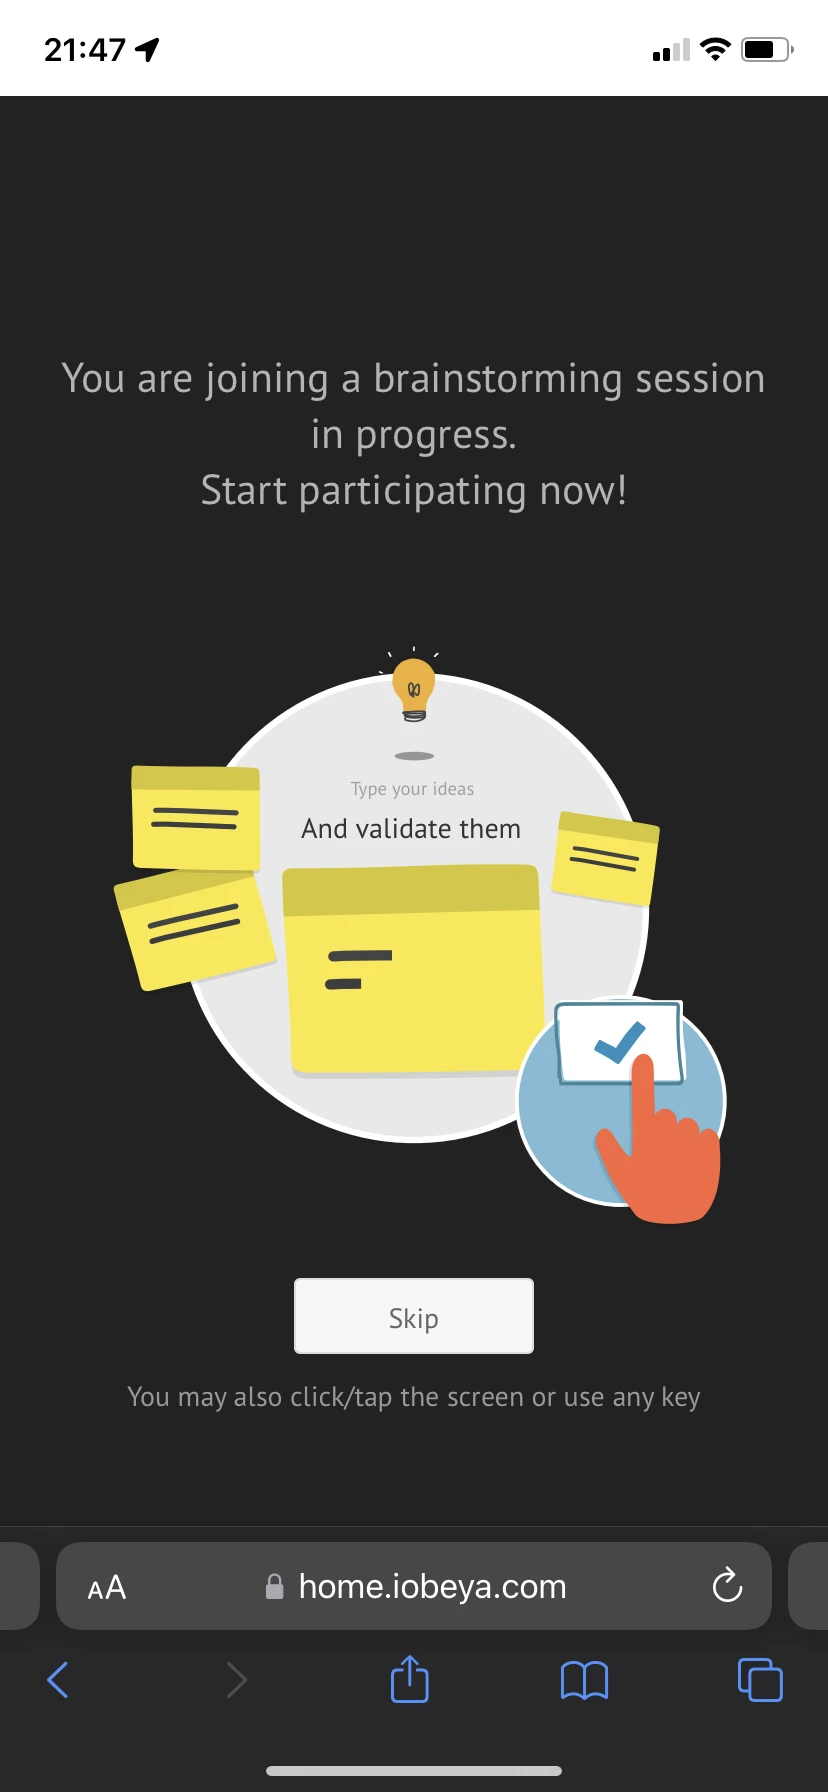 21:47
You are joining a brainstorming session
in progress.
Start participating now!
Type your ideas
And validate them
Skip
You may also click/tap the screen or use any key
AA home.iobeya.com